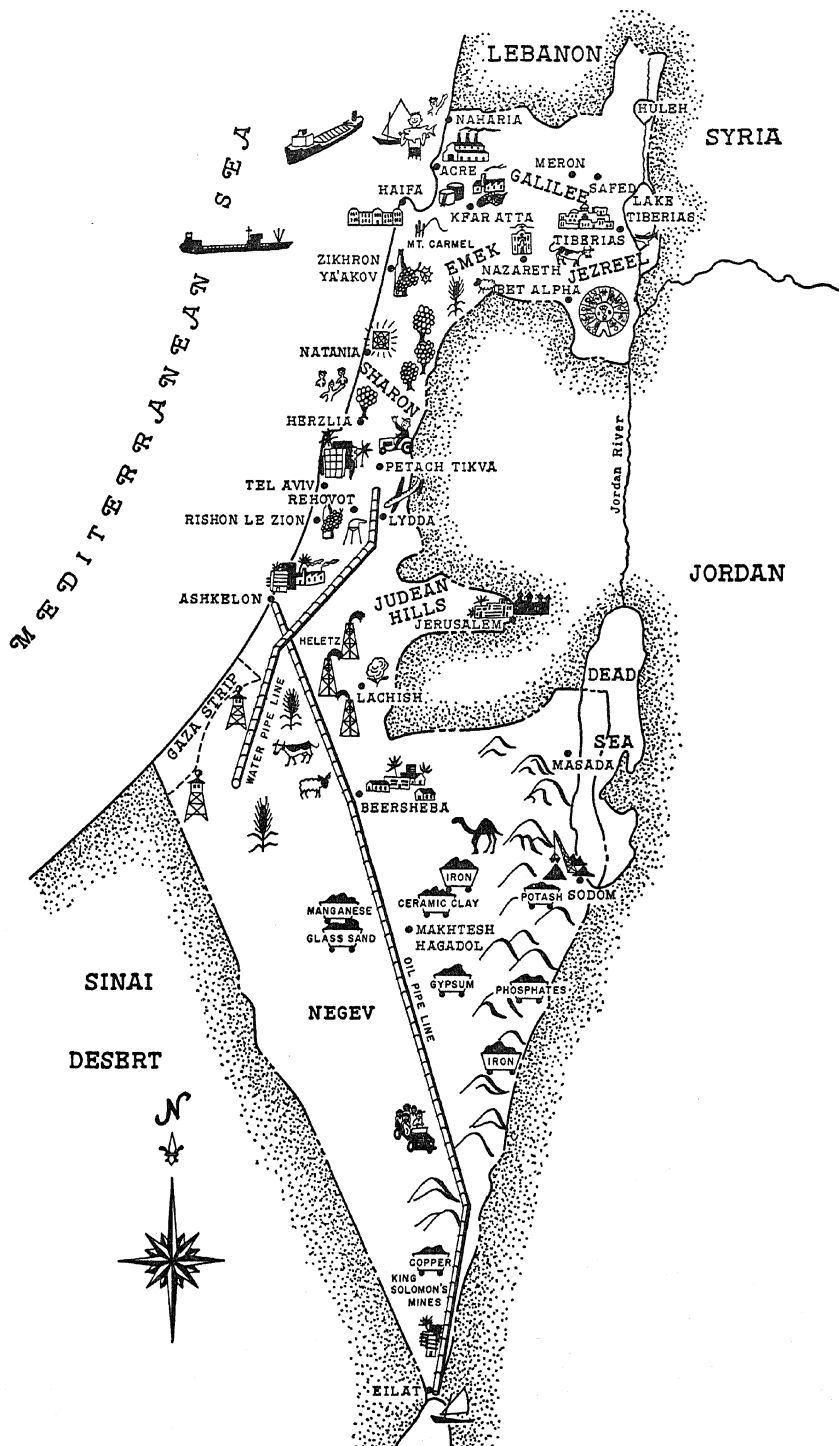 LEBANON
HULEH
SYRIA
NAHARIA
ACRE
MERON
GALILEE
SAFED
HAIFA
KFAR ATTA
LAKE
TIBERIAS
TIBERIAS
MT. CARMEL
EMEK
JEZREEL
ZIKHRON
YA'AKOV
NAZARETH
BET ALPHA
MEDITERRANEAN SEA
NATANIA
SHARON
HERZLIA
PETACH TIKVA
TEL AVIV
REHOVOT
RISHON LE ZION
LYDDA
Jordan River
JORDAN
ASHKELON
JUDEAN
HILLS
JERUSALEM
HELETZ
LACHISH
GAZA STRIP
WATER PIPE LINE
DEAD
SEA
MASADA
BEERSHEBA
IRON
CERAMIC CLAY
POTASH
SODOM
MANGANESE
GLASS SAND
MAKHTESH
HAGADOL
OIL PIPE LINE
GYPSUM
PHOSPHATES
SINAI
DESERT
NEGEV
IRON
N
COPPER
KING
SOLOMON'S
MINES
EILAT